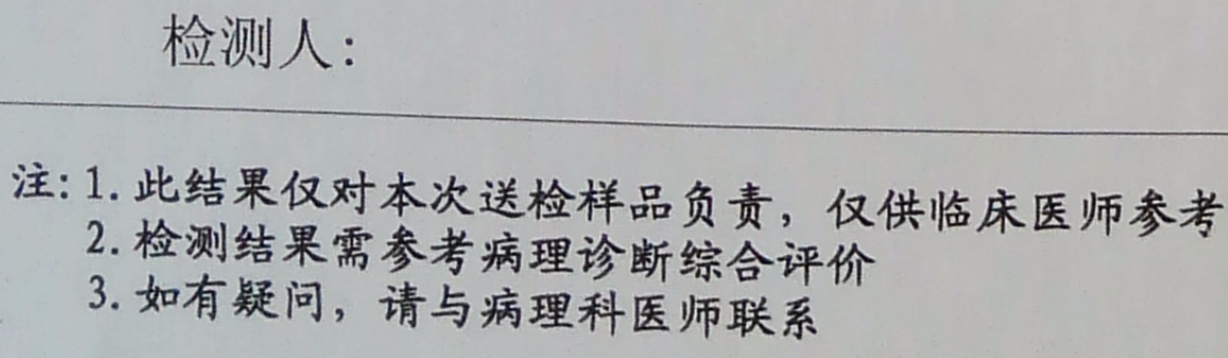 检测人:
注: 1. 此结果仅对本次送检样品负责，仅供临床医师参考
2. 检测结果需参考病理诊断综合评价
3. 如有疑问，请与病理科医师联系